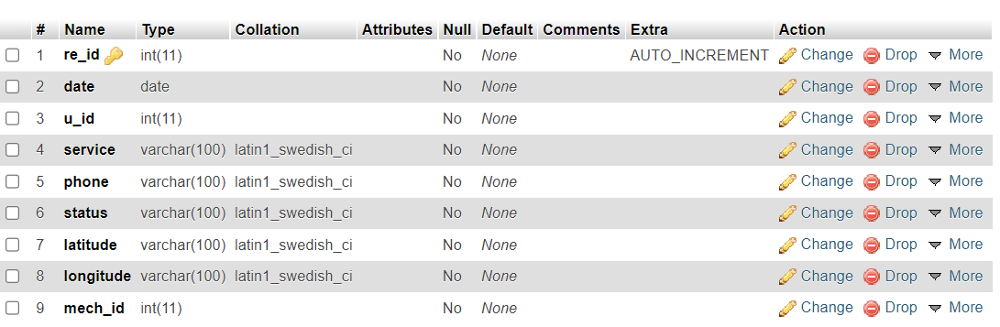 # Name Type Collation Attributes Null Default Comments Extra Action
1 re_id int(11) No None AUTO_INCREMENT Change Drop More
2 date date No None Change Drop More
3 u_id int(11) No None Change Drop More
4 service varchar(100) latin1_swedish_ci No None Change Drop More
5 phone varchar(100) latin1_swedish_ci No None Change Drop More
6 status varchar(100) latin1_swedish_ci No None Change Drop More
7 latitude varchar(100) latin1_swedish_ci No None Change Drop More
8 longitude varchar(100) latin1_swedish_ci No None Change Drop More
9 mech_id int(11) No None Change Drop More